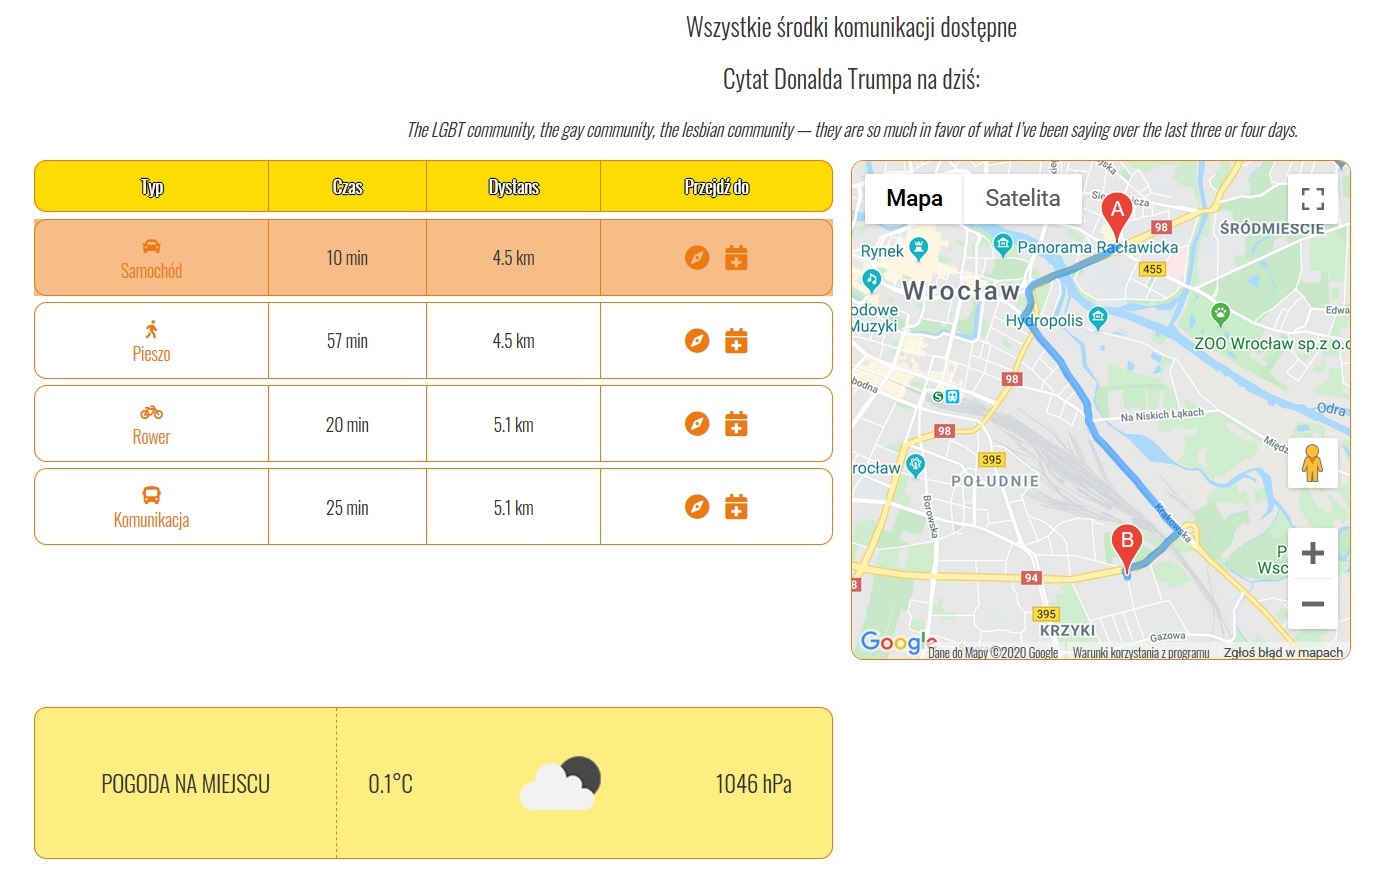 Wszystkie środki komunikacji dostępne
Cytat Donalda Trumpa na dziś:
The LGBT community, the gay community, the lesbian community — they are so much in favor of what I've been saying over the last three or four days.
Typ Czas Dystans Przejdź do
Samochód 10 min 4.5 km
Pieszo 57 min 4.5 km
Rower 20 min 5.1 km
Komunikacja 25 min 5.1 km
Mapa Satelita
A
98
ŚRÓDMIEŚCIE
Rynek
Panorama Racławicka
455
Wrocław
odowe
Muzyki
Hydropolis
Edwa
ZOO Wrocław sp.z o.o
98
bodna
S
Na Niskich Łąkach
Odra
98
395
Międz
rocław
POŁUDNIE
Borowska
Krakowska
B
P
Wsc
94
8
395
KRZYKI
Gazowa
Google
Dane do Mapy ©2020 Google Warunki korzystania z programu Zgłoś błąd w mapach
POGODA NA MIEJSCU 0.1°C 1046 hPa